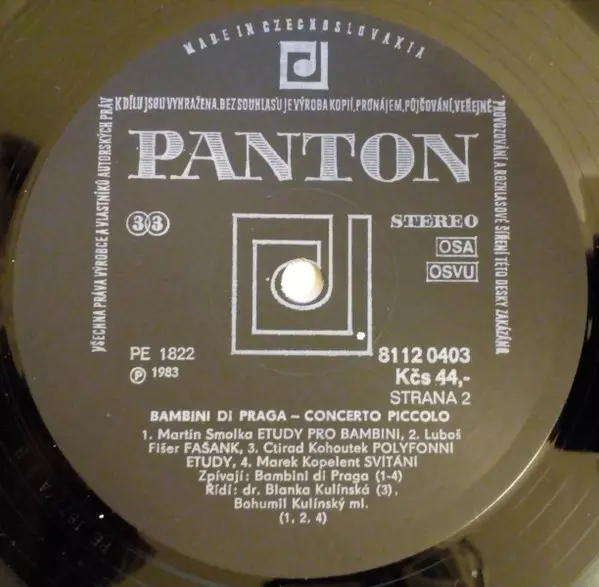 MADE IN CZECHOSLOVAKIA
VŠECHNA PRÁVA VÝROBCE A VLASTNÍKŮ AUTORSKÝCH PRÁV
K DÍLU JSOU VYHRAŽENA. BEZ SOUHLASU JE VÝROBA KOPIÍ, PRONÁJEM, PŮJČOVÁNÍ, VEŘEJNÉ
PROVOZOVÁNÍ A ROZHLASOVÉ ŠÍŘENÍ TÉTO DESKY ZAKÁZÁNO
PANTON
33
STEREO
OSA
OSVU
PE 1822
8112 0403
Ⓟ 1983
Kčs 44,-
STRANA 2
BAMBINI DI PRAGA – CONCERTO PICCOLO
1. Martin Smolka ETUDY PRO BAMBINI, 2. Luboš
Fišer FAŠANK, 3. Ctirad Kohoutek POLYFONNI
ETUDY, 4. Marek Kopelent SVÍTÁNÍ
Zpívají: Bambini di Praga (1-4)
Řídí: dr. Blanka Kulínská (3),
Bohumil Kulínský ml.
(1, 2, 4)